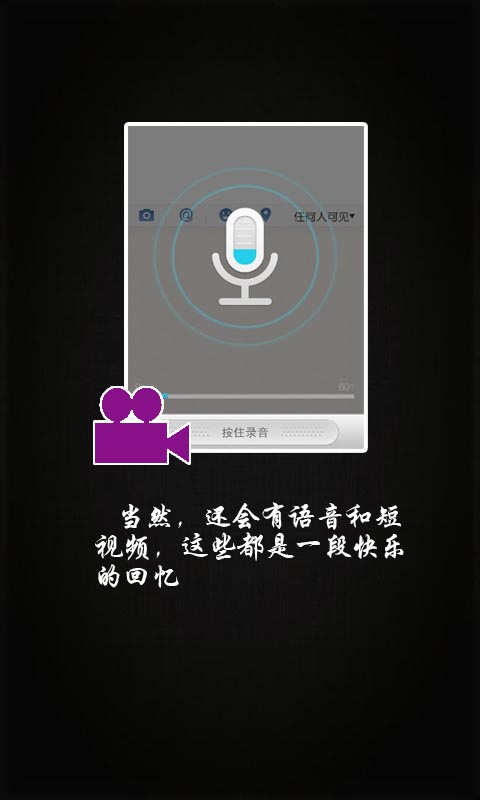 任何人可见
60"
按住录音
当然，还会有语音和短
视频，这些都是一段快乐
的回忆